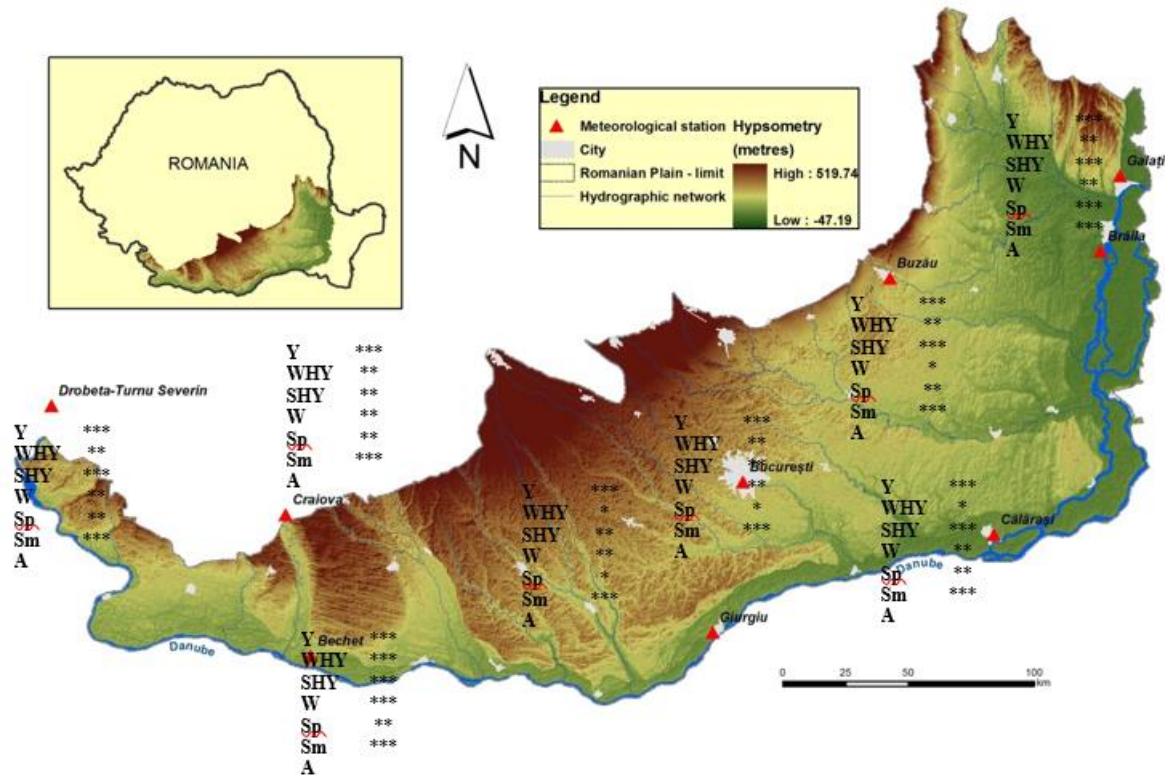 ROMANIA
N
Legend
Meteorological station
City
Romanian Plain - limit
Hydrographic network
Hypsometry
(metres)
High : 519.74
Low : -47.19
Y ***
WHY **
SHY ***
W **
Sp ***
Sm ***
A
Galați
Brăila
Buzău
Y ***
WHY **
SHY ***
W *
Sp **
Sm ***
A
Y ***
WHY **
SHY **
W **
Sp **
Sm ***
A
Craiova
Drobeta-Turnu Severin
Y ***
WHY **
SHY ***
W **
Sp **
Sm ***
A
Y ***
WHY **
SHY **
București
W **
Sp *
Sm ***
A
Y ***
WHY *
SHY **
W **
Sp *
Sm ***
A
Y ***
WHY *
SHY ***
W **
Sp **
Sm ***
A
Călărași
Danube
Giurgiu
Danube
Bechet
Y ***
WHY ***
SHY ***
W ***
Sp **
Sm ***
A
0 25 50 100
km